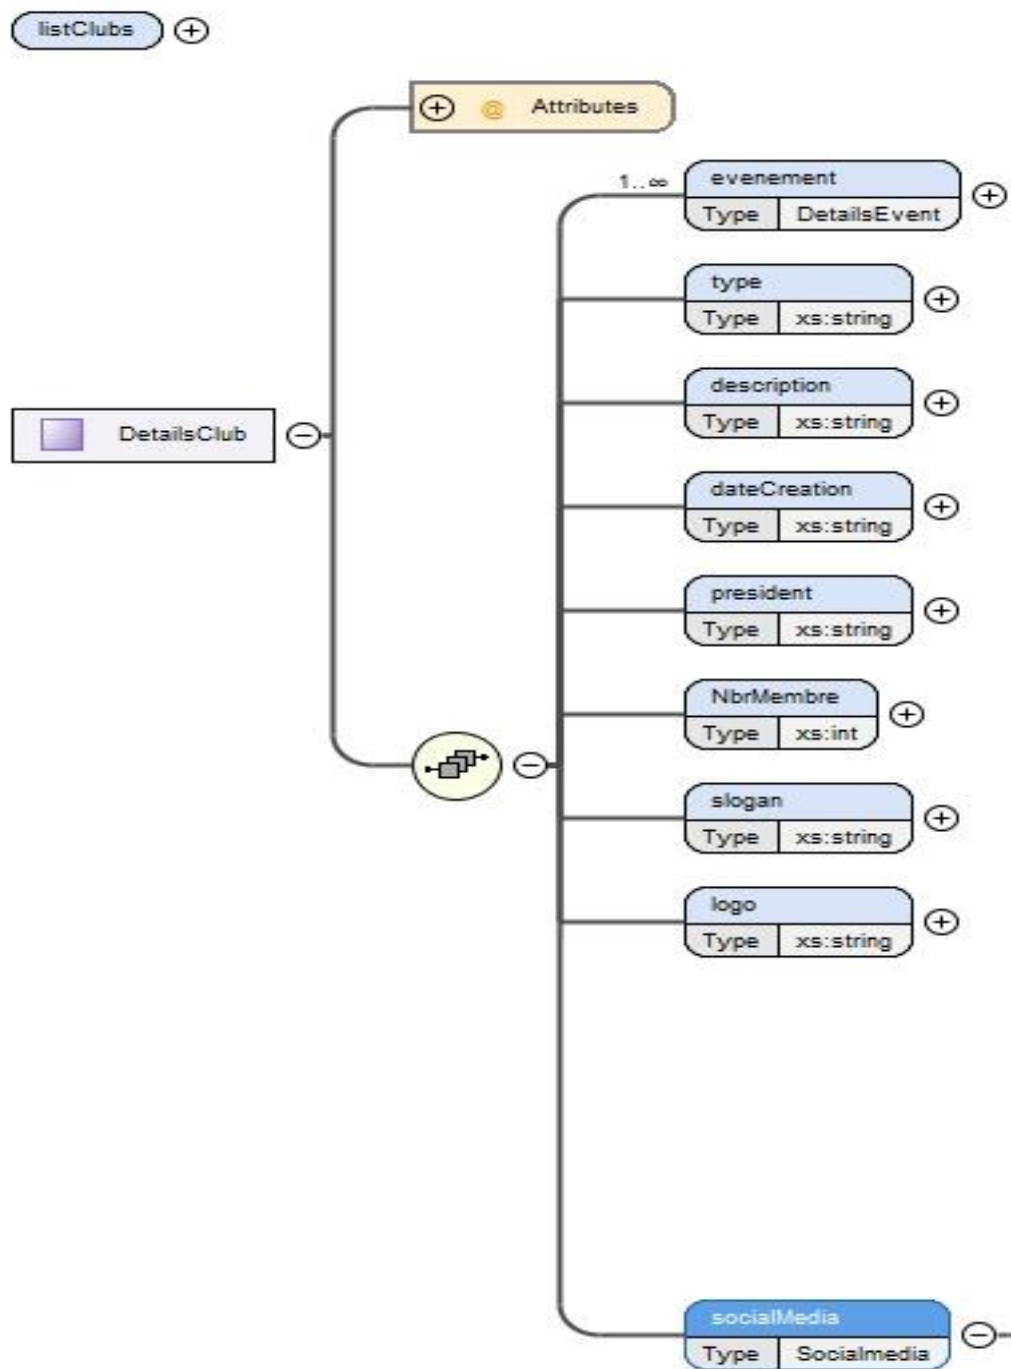 listClubs
@ Attributes
1..∞
evenement
Type DetailsEvent
type
Type xs:string
description
Type xs:string
DetailsClub
dateCreation
Type xs:string
president
Type xs:string
NbrMembre
Type xs:int
slogan
Type xs:string
logo
Type xs:string
socialMedia
Type Socialmedia